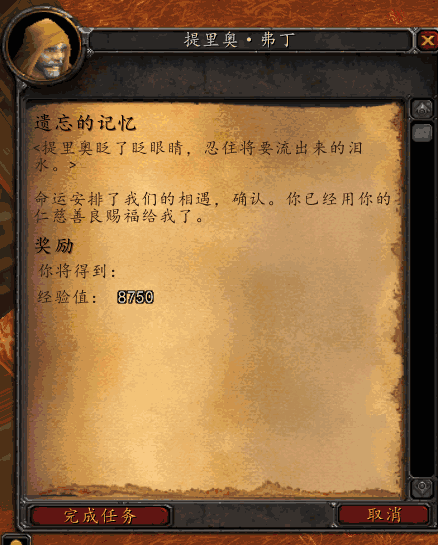 提里奥·弗丁
遗忘的记忆
<提里奥眨了眨眼睛，忍住将要流出来的泪
水。>
命运安排了我们的相遇，确认。你已经用你的
仁慈善良赐福给我了。
奖励
你将得到：
经验值： 8750
完成任务
取消